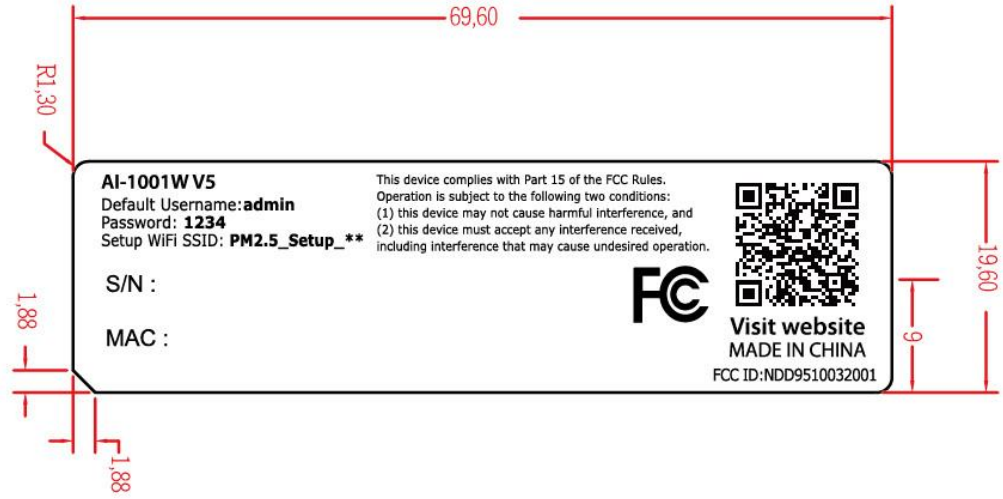 69,60
R1,30
AI-1001W V5
Default Username:admin
Password: 1234
Setup WiFi SSID: PM2.5_Setup_**
S/N :
MAC :
This device complies with Part 15 of the FCC Rules.
Operation is subject to the following two conditions:
(1) this device may not cause harmful interference, and
(2) this device must accept any interference received,
including interference that may cause undesired operation.
FC
Visit website
MADE IN CHINA
FCC ID:NDD9510032001
19,60
9
1,88
1,88